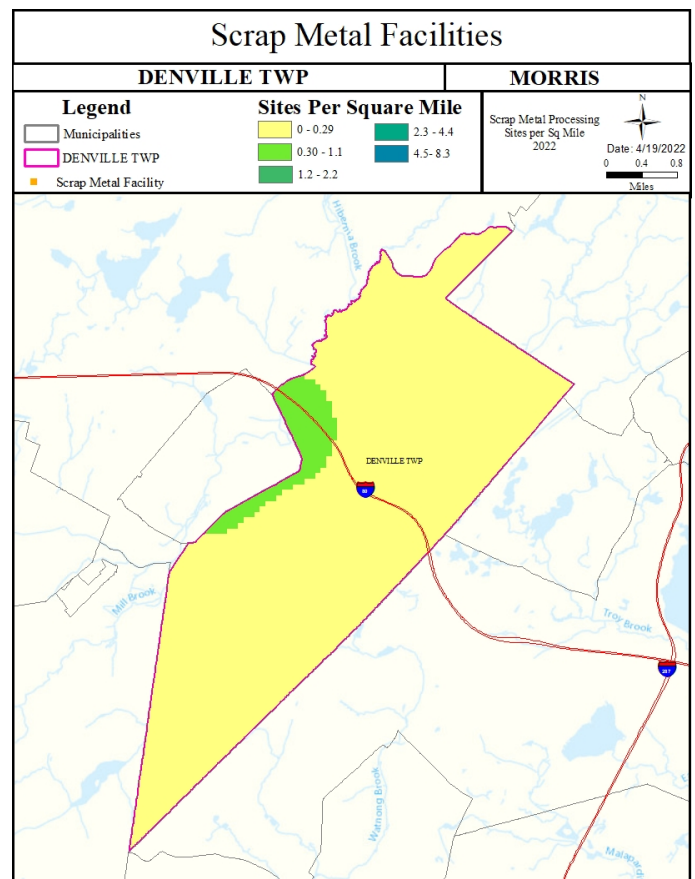 Scrap Metal Facilities
DENVILLE TWP
MORRIS
Legend
Municipalities
DENVILLE TWP
Scrap Metal Facility
Sites Per Square Mile
0 - 0.29
0.30 - 1.1
1.2 - 2.2
2.3 - 4.4
4.5- 8.3
Scrap Metal Processing
Sites per Sq Mile
2022
N
Date: 4/19/2022
0 0.4 0.8
Miles
Hibernia Brook
DENVILLE TWP
80
Mill Brook
Troy Brook
287
Watnong Brook
Malapard